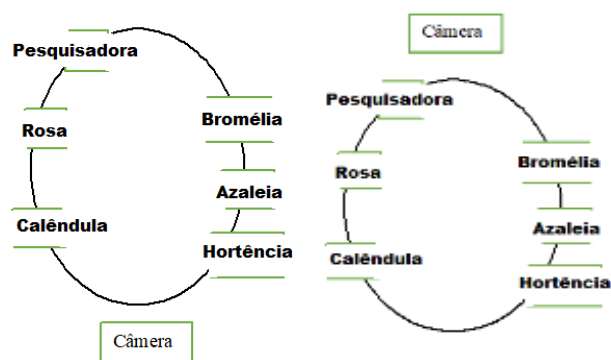 Pesquisadora
Rosa
Bromélia
Azaleia
Calêndula
Hortência
Câmera
Câmera
Pesquisadora
Rosa
Bromélia
Azaleia
Calêndula
Hortência